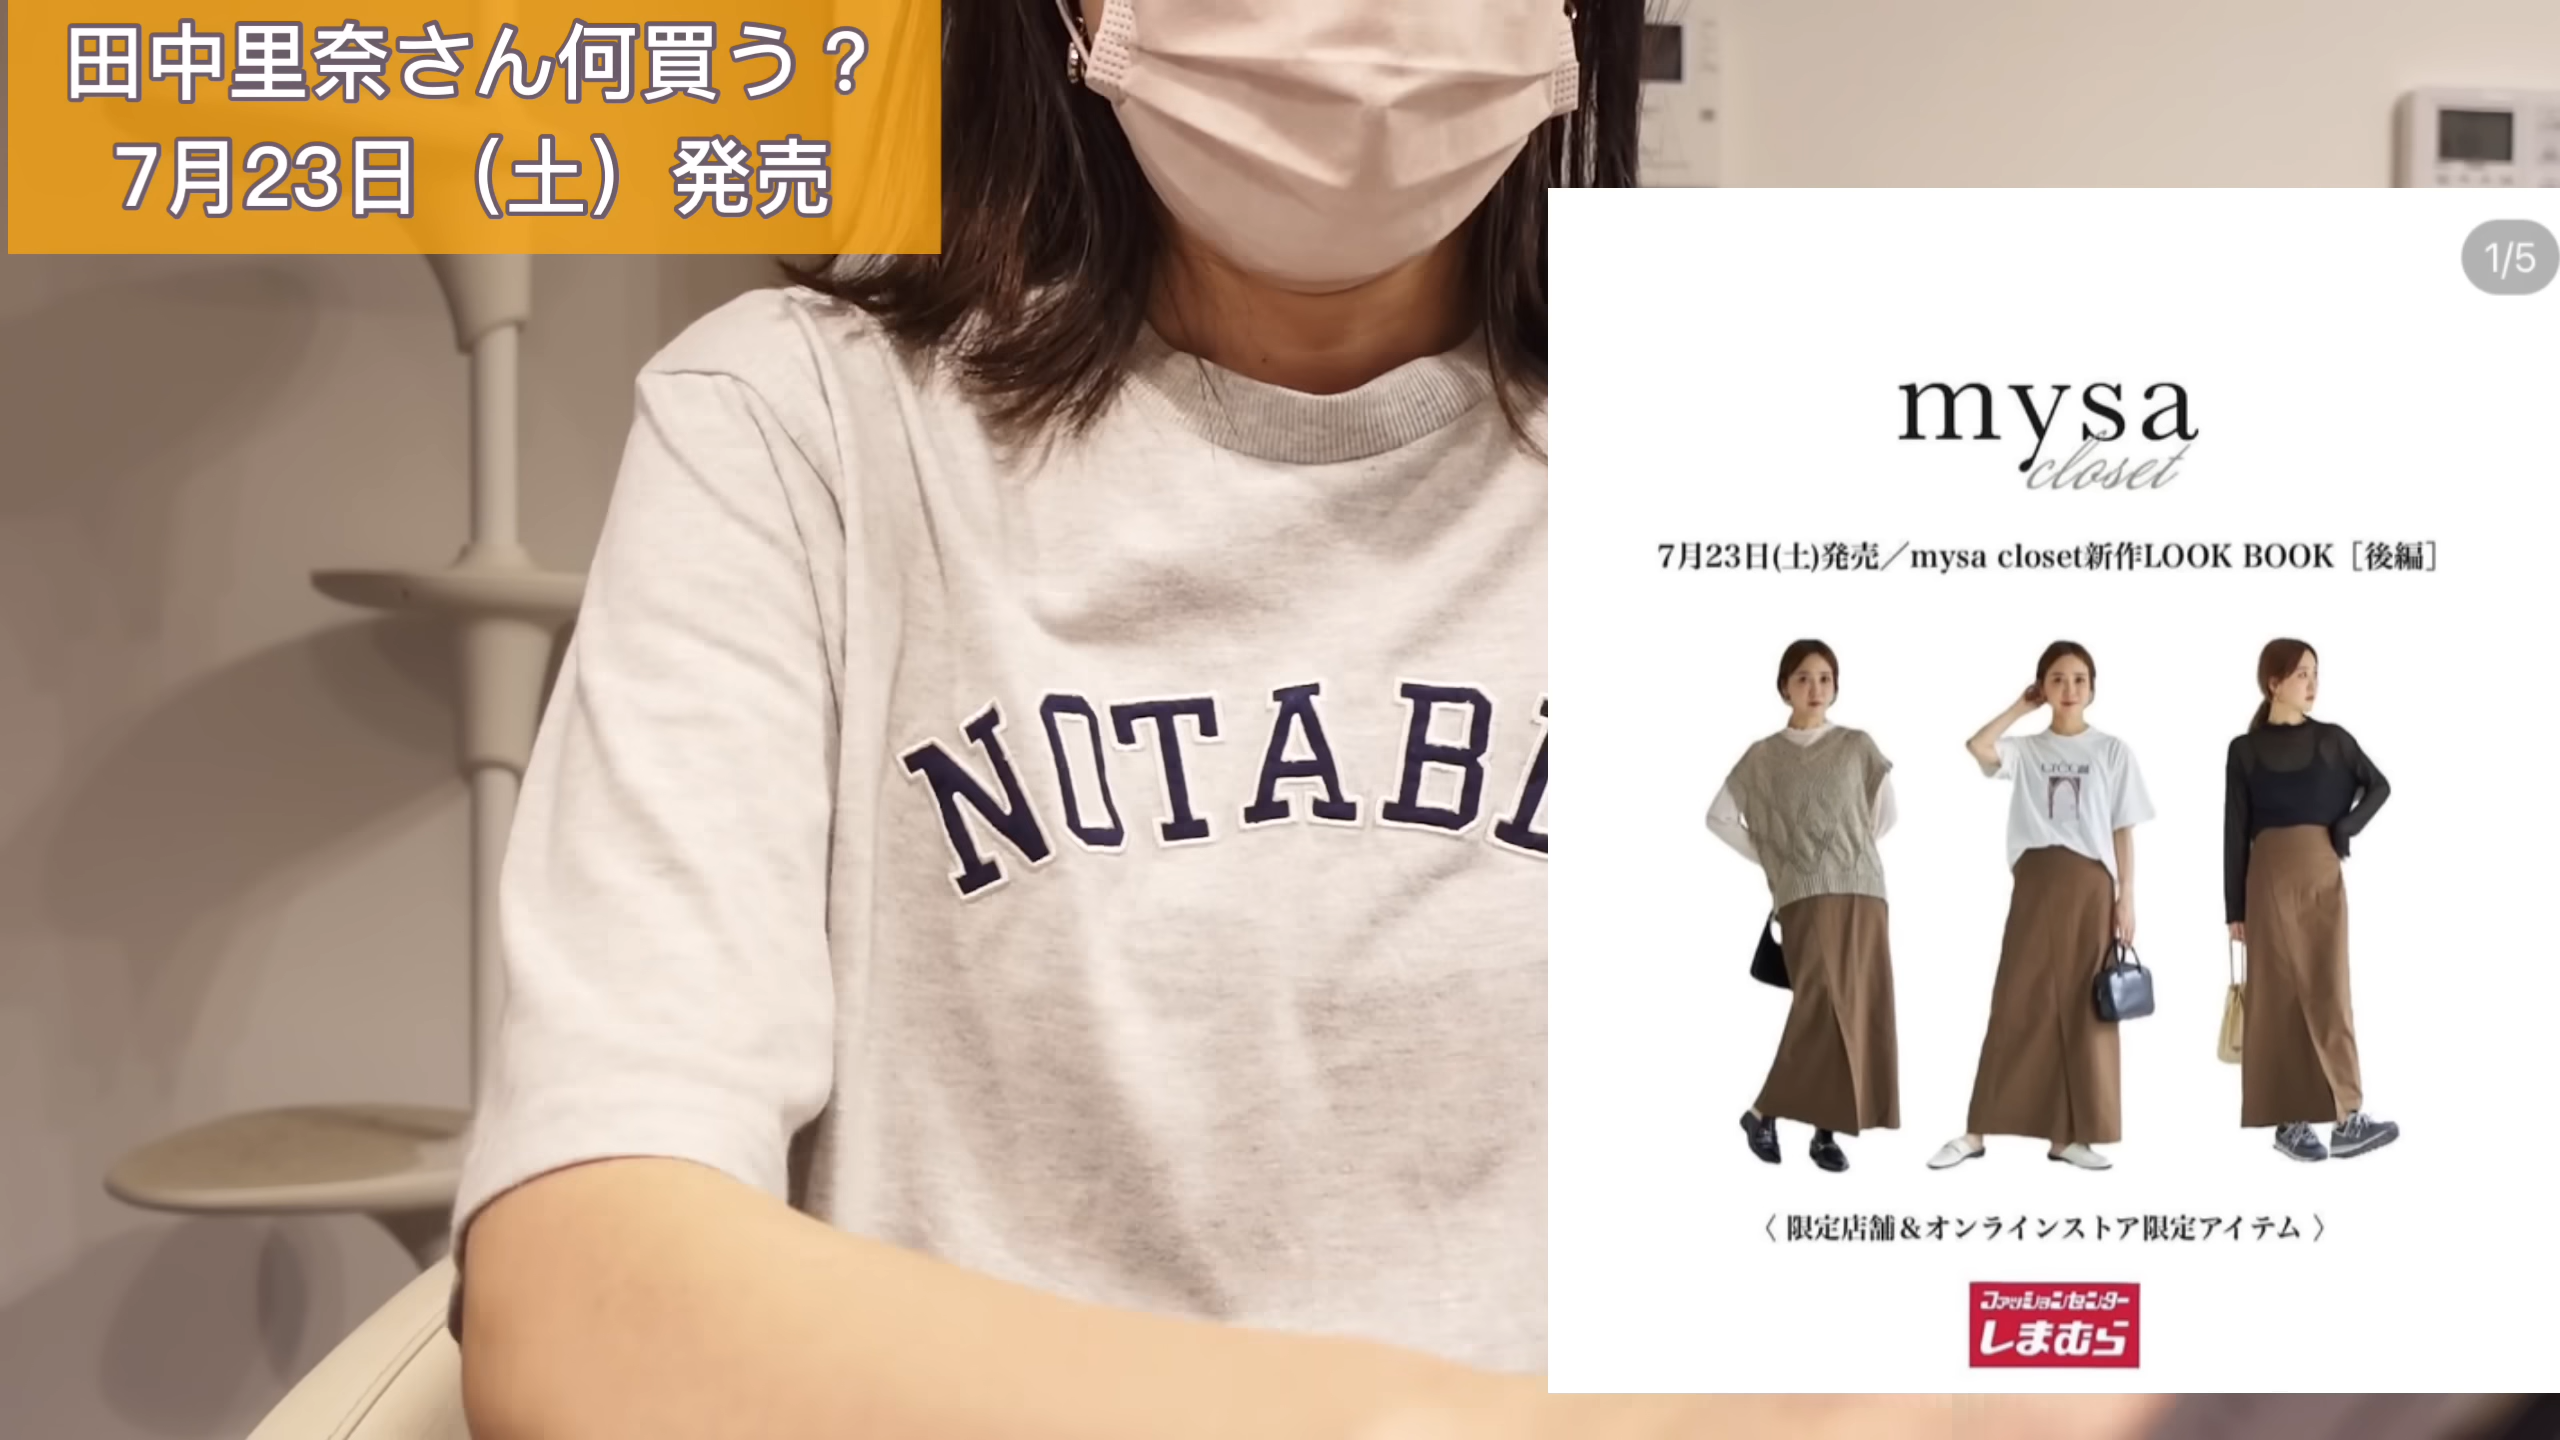 田中里奈さん何買う？
7月23日（土）発売
NOTAB
1/5
mysa
closet
7月23日(土)発売／mysa closet新作LOOK BOOK［後編］
〈 限定店舗＆オンラインストア限定アイテム 〉
ファッションセンター
しまむら